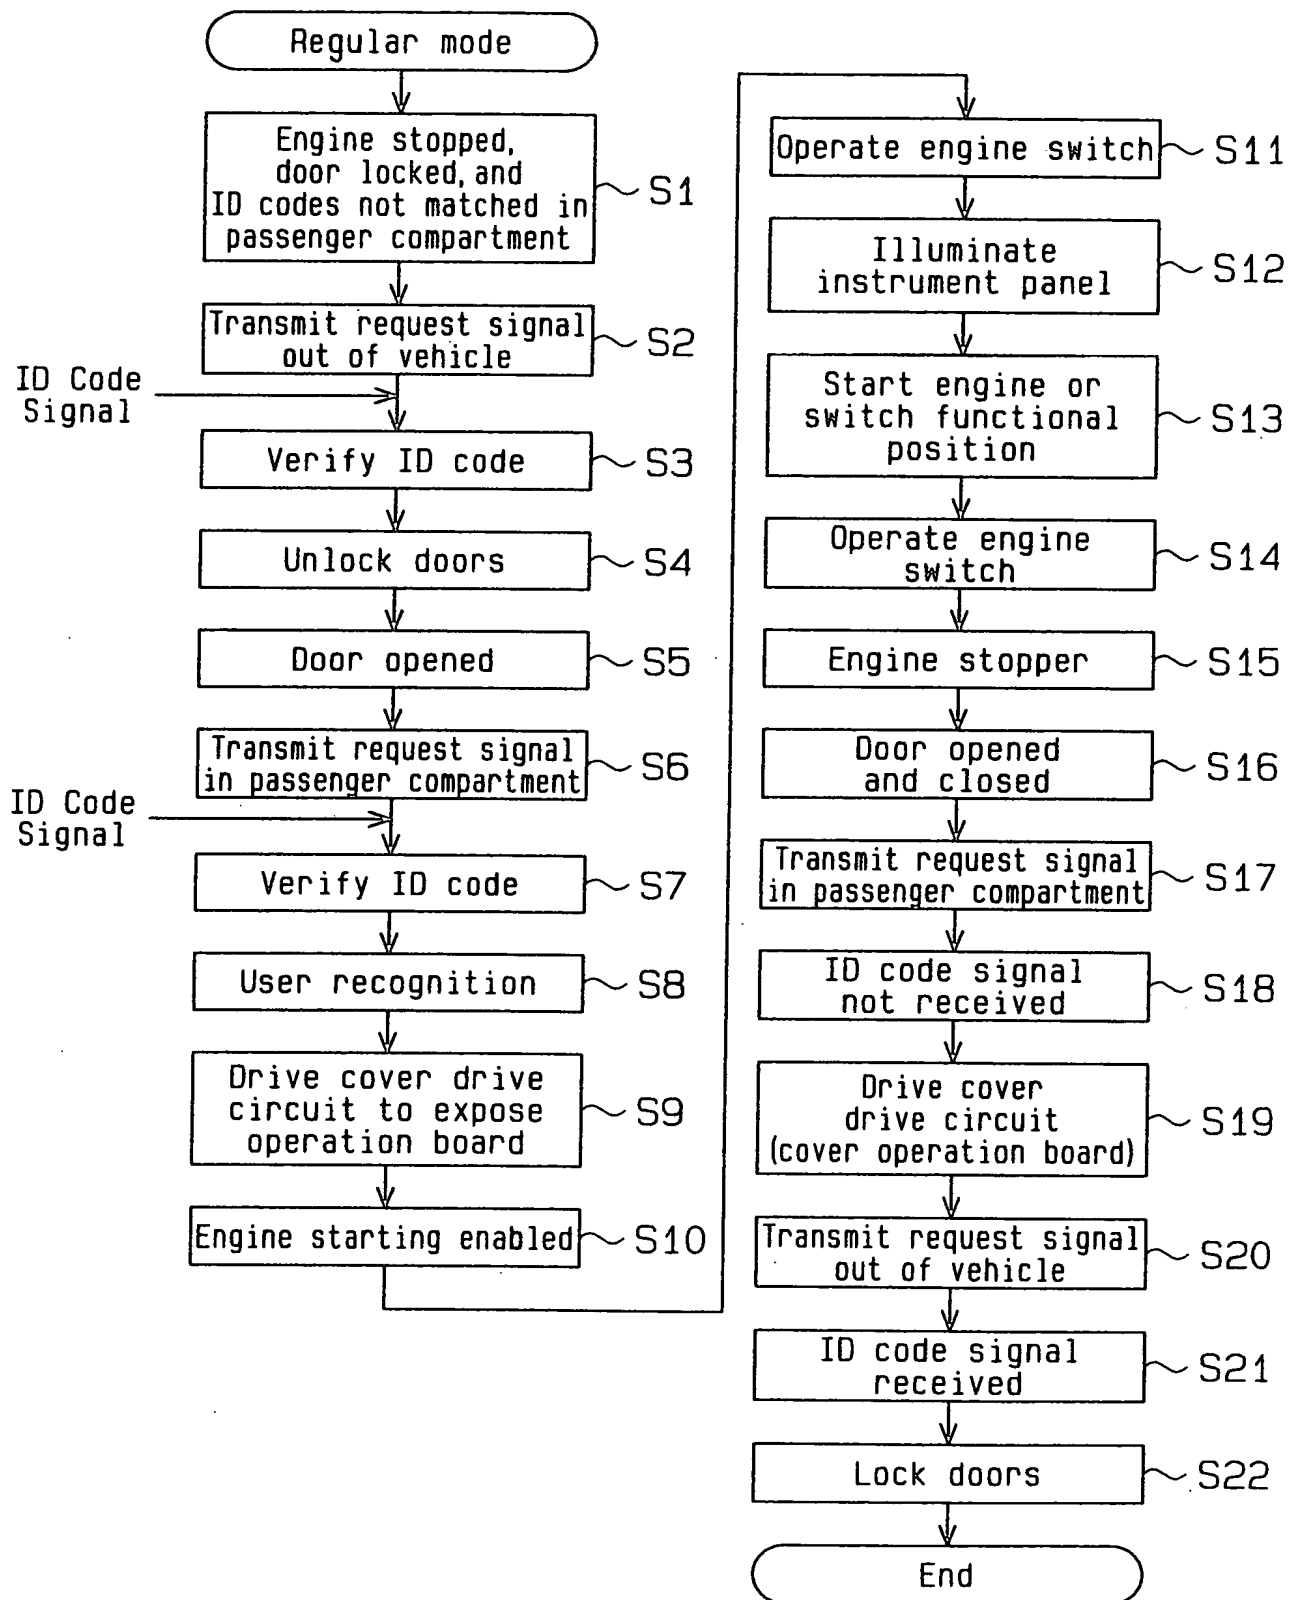 Regular mode
Engine stopped,
door locked, and
ID codes not matched in
passenger compartment
S1
Transmit request signal
out of vehicle
S2
ID Code
Signal
Verify ID code
S3
Unlock doors
S4
Door opened
S5
Transmit request signal
in passenger compartment
S6
ID Code
Signal
Verify ID code
S7
User recognition
S8
Drive cover drive
circuit to expose
operation board
S9
Engine starting enabled
S10
Operate engine switch
S11
Illuminate
instrument panel
S12
Start engine or
switch functional
position
S13
Operate engine
switch
S14
Engine stopper
S15
Door opened
and closed
S16
Transmit request signal
in passenger compartment
S17
ID code signal
not received
S18
Drive cover
drive circuit
(cover operation board)
S19
Transmit request signal
out of vehicle
S20
ID code signal
received
S21
Lock doors
S22
End